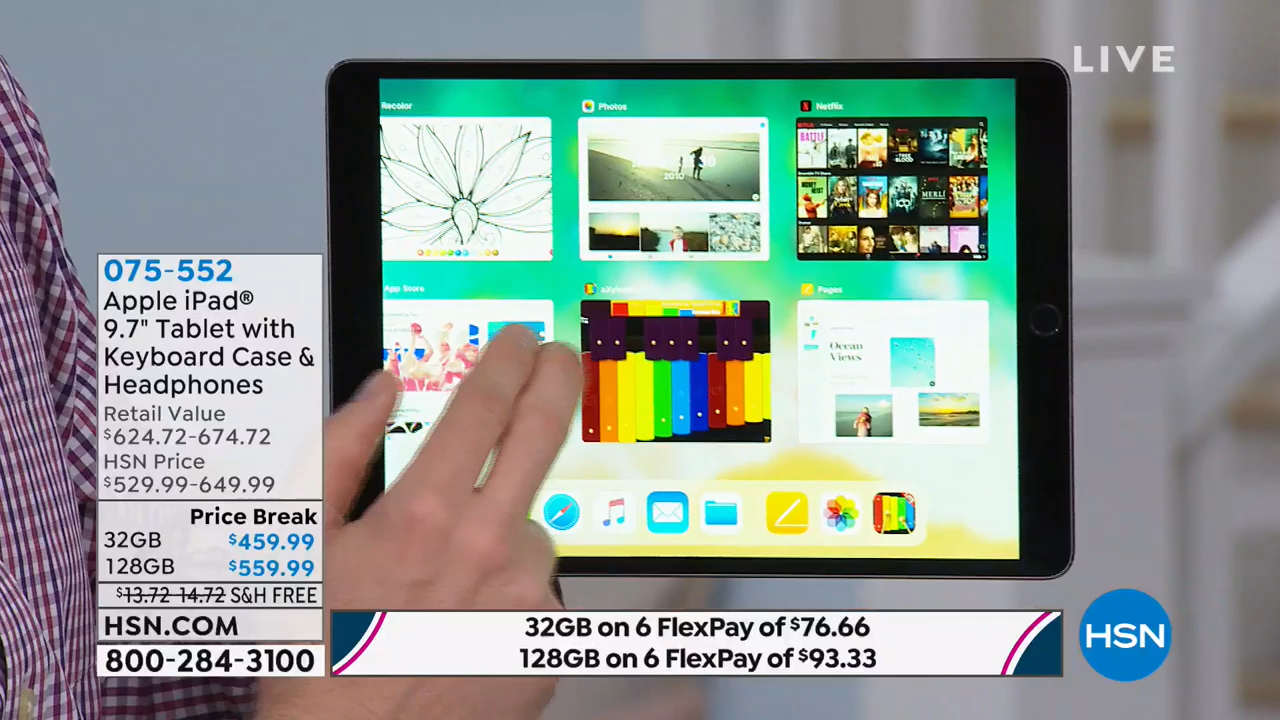 LIVE
Recolor
Photos
Netflix
2010
App Store
Pages
Ocean
Views
075-552
Apple iPad®
9.7" Tablet with
Keyboard Case &
Headphones
Retail Value
$624.72-674.72
HSN Price
$529.99-649.99
Price Break
32GB $459.99
128GB $559.99
$13.72-14.72 S&H FREE
HSN.COM
800-284-3100
32GB on 6 FlexPay of $76.66
128GB on 6 FlexPay of $93.33
HSN